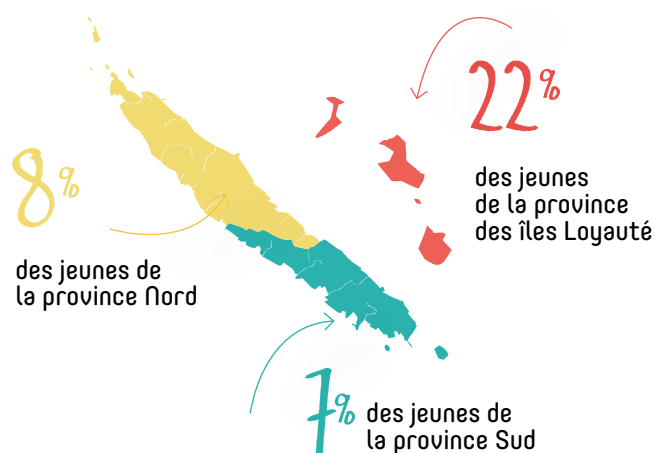 22%
des jeunes
de la province
des îles Loyauté
8%
des jeunes de
la province Nord
7%
des jeunes de
la province Sud